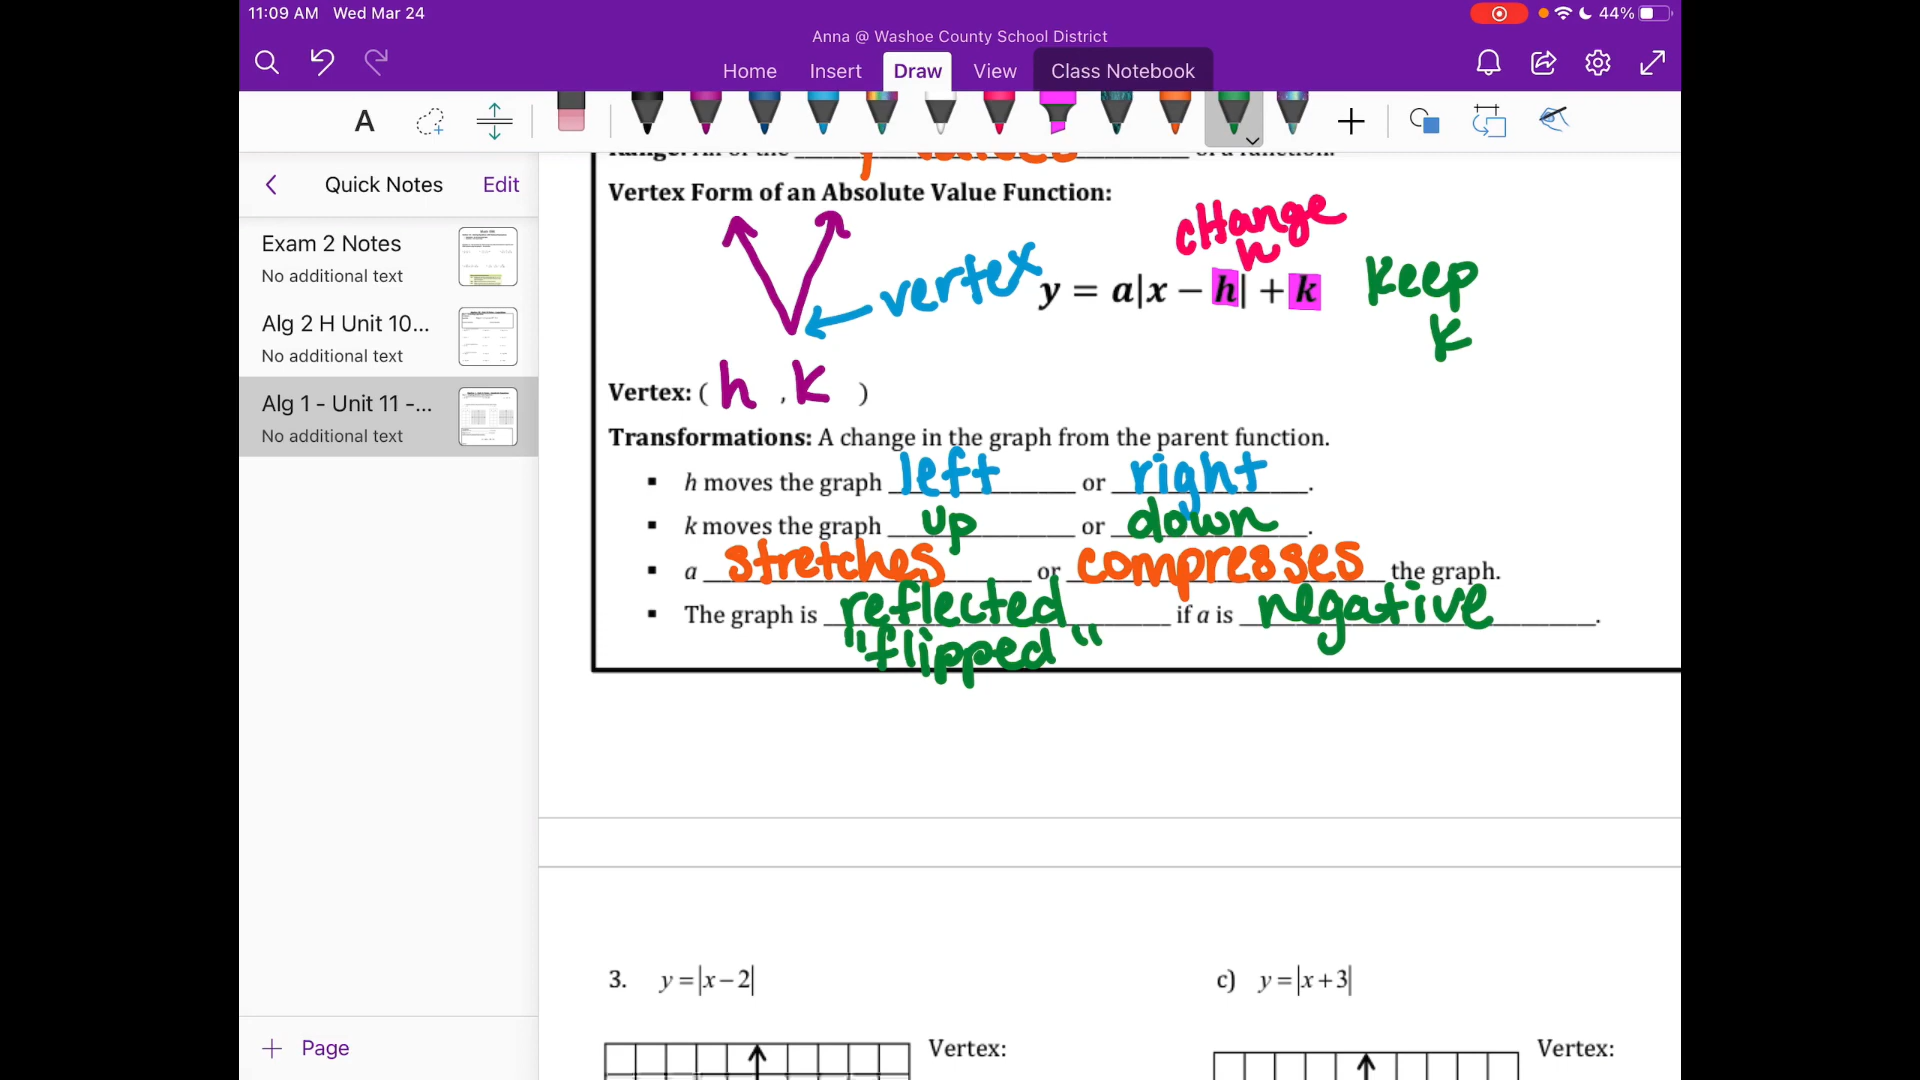 11:09 AM Wed Mar 24
44%
Anna @ Washoe County School District
Home Insert Draw View Class Notebook
A
Quick Notes Edit
Exam 2 Notes
No additional text
Alg 2 H Unit 10...
No additional text
Alg 1 - Unit 11 -...
No additional text
+ Page
Vertex Form of an Absolute Value Function:
change
h
vertex
y = a|x − h| + k
keep
k
Vertex: ( h , k )
Transformations: A change in the graph from the parent function.
▪ h moves the graph left or right.
▪ k moves the graph up or down.
▪ a stretches or compresses the graph.
▪ The graph is reflected if a is negative.
"flipped"
3. y = |x − 2|
c) y = |x + 3|
Vertex:
Vertex: